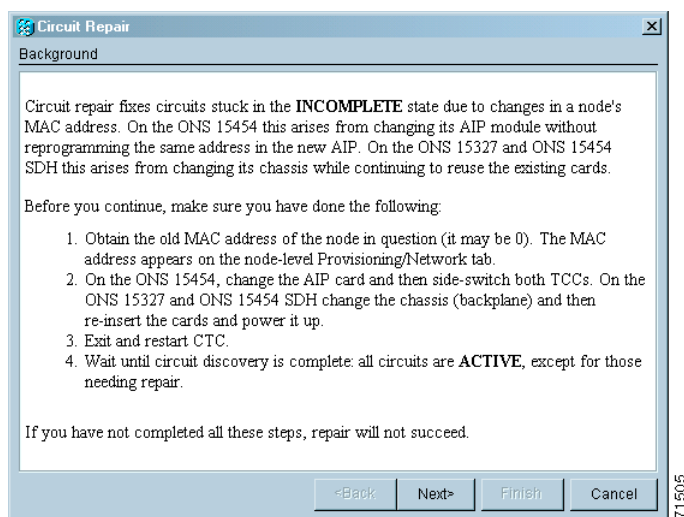 Circuit Repair
Background
Circuit repair fixes circuits stuck in the INCOMPLETE state due to changes in a node's
MAC address. On the ONS 15454 this arises from changing its AIP module without
reprogramming the same address in the new AIP. On the ONS 15327 and ONS 15454
SDH this arises from changing its chassis while continuing to reuse the existing cards.
Before you continue, make sure you have done the following:
1. Obtain the old MAC address of the node in question (it may be 0). The MAC
address appears on the node-level Provisioning/Network tab.
2. On the ONS 15454, change the AIP card and then side-switch both TCCs. On the
ONS 15327 and ONS 15454 SDH change the chassis (backplane) and then
re-insert the cards and power it up.
3. Exit and restart CTC.
4. Wait until circuit discovery is complete: all circuits are ACTIVE, except for those
needing repair.
If you have not completed all these steps, repair will not succeed.
<Back Next> Finish Cancel
71505